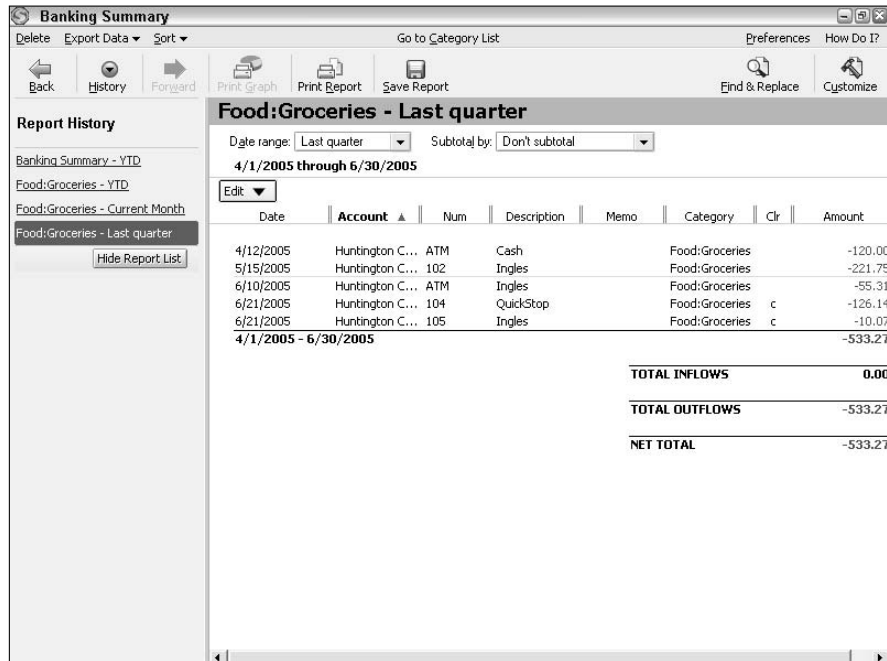 Banking Summary
Delete Export Data Sort Go to Category List Preferences How Do I?
Back History Forward Print Graph Print Report Save Report Find & Replace Customize
Report History
Banking Summary - YTD
Food:Groceries - YTD
Food:Groceries - Current Month
Food:Groceries - Last quarter
Hide Report List
Food:Groceries - Last quarter
Date range: Last quarter Subtotal by: Don't subtotal
4/1/2005 through 6/30/2005
Edit
Date Account Num Description Memo Category Clr Amount
4/12/2005 Huntington C... ATM Cash Food:Groceries -120.00
5/15/2005 Huntington C... 102 Ingles Food:Groceries -221.75
6/10/2005 Huntington C... ATM Ingles Food:Groceries -55.31
6/21/2005 Huntington C... 104 QuickStop Food:Groceries c -126.14
6/21/2005 Huntington C... 105 Ingles Food:Groceries c -10.07
4/1/2005 - 6/30/2005 -533.27
TOTAL INFLOWS 0.00
TOTAL OUTFLOWS -533.27
NET TOTAL -533.27